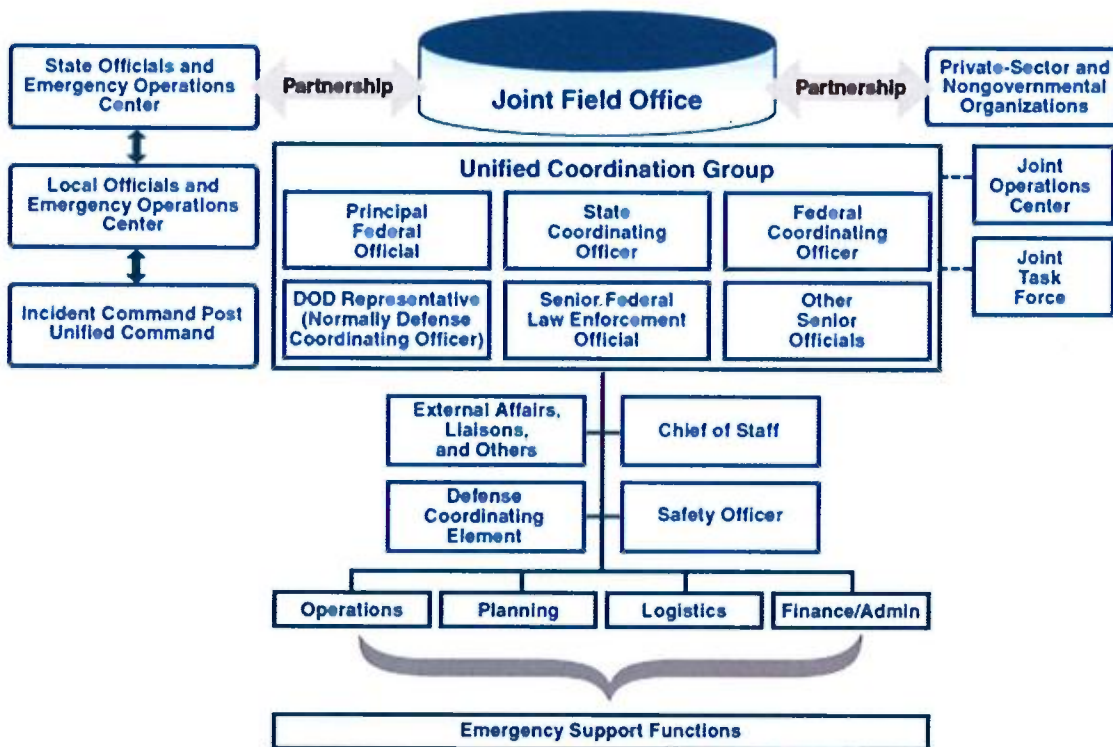 State Officials and
Emergency Operations
Center
Partnership
Joint Field Office
Partnership
Private-Sector and
Nongovernmental
Organizations
Local Officials and
Emergency Operations
Center
Incident Command Post
Unified Command
Unified Coordination Group
Principal
Federal
Official
State
Coordinating
Officer
Federal
Coordinating
Officer
DOD Representative
(Normally Defense
Coordinating Officer)
Senior Federal
Law Enforcement
Official
Other
Senior
Officials
Joint
Operations
Center
Joint
Task
Force
External Affairs,
Liaisons,
and Others
Chief of Staff
Defense
Coordinating
Element
Safety Officer
Operations
Planning
Logistics
Finance/Admin
Emergency Support Functions